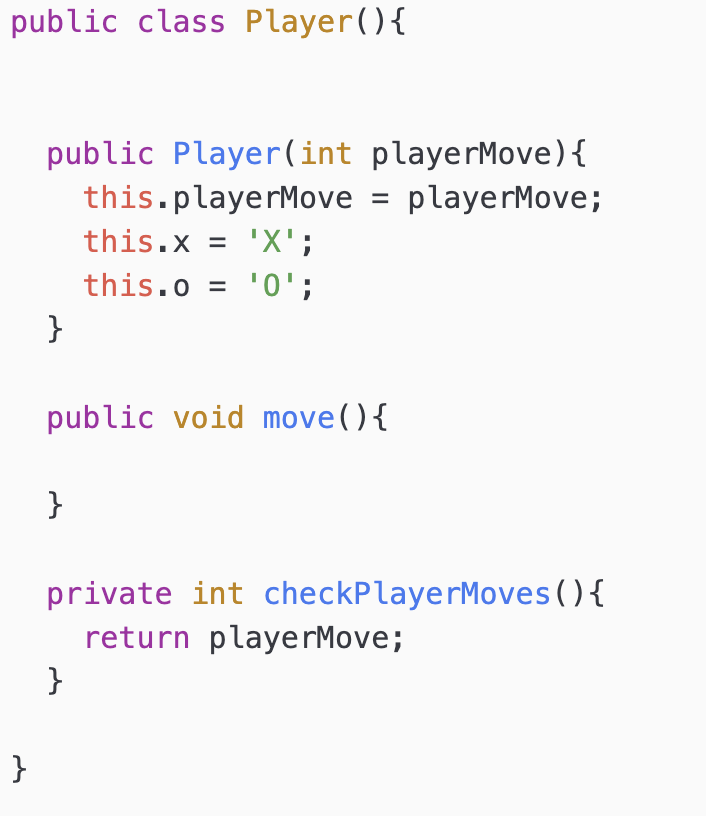 public class Player(){
  public Player(int playerMove){
    this.playerMove = playerMove;
    this.x = 'X';
    this.o = 'O';
  }
  public void move(){
  }
  private int checkPlayerMoves(){
    return playerMove;
  }
}